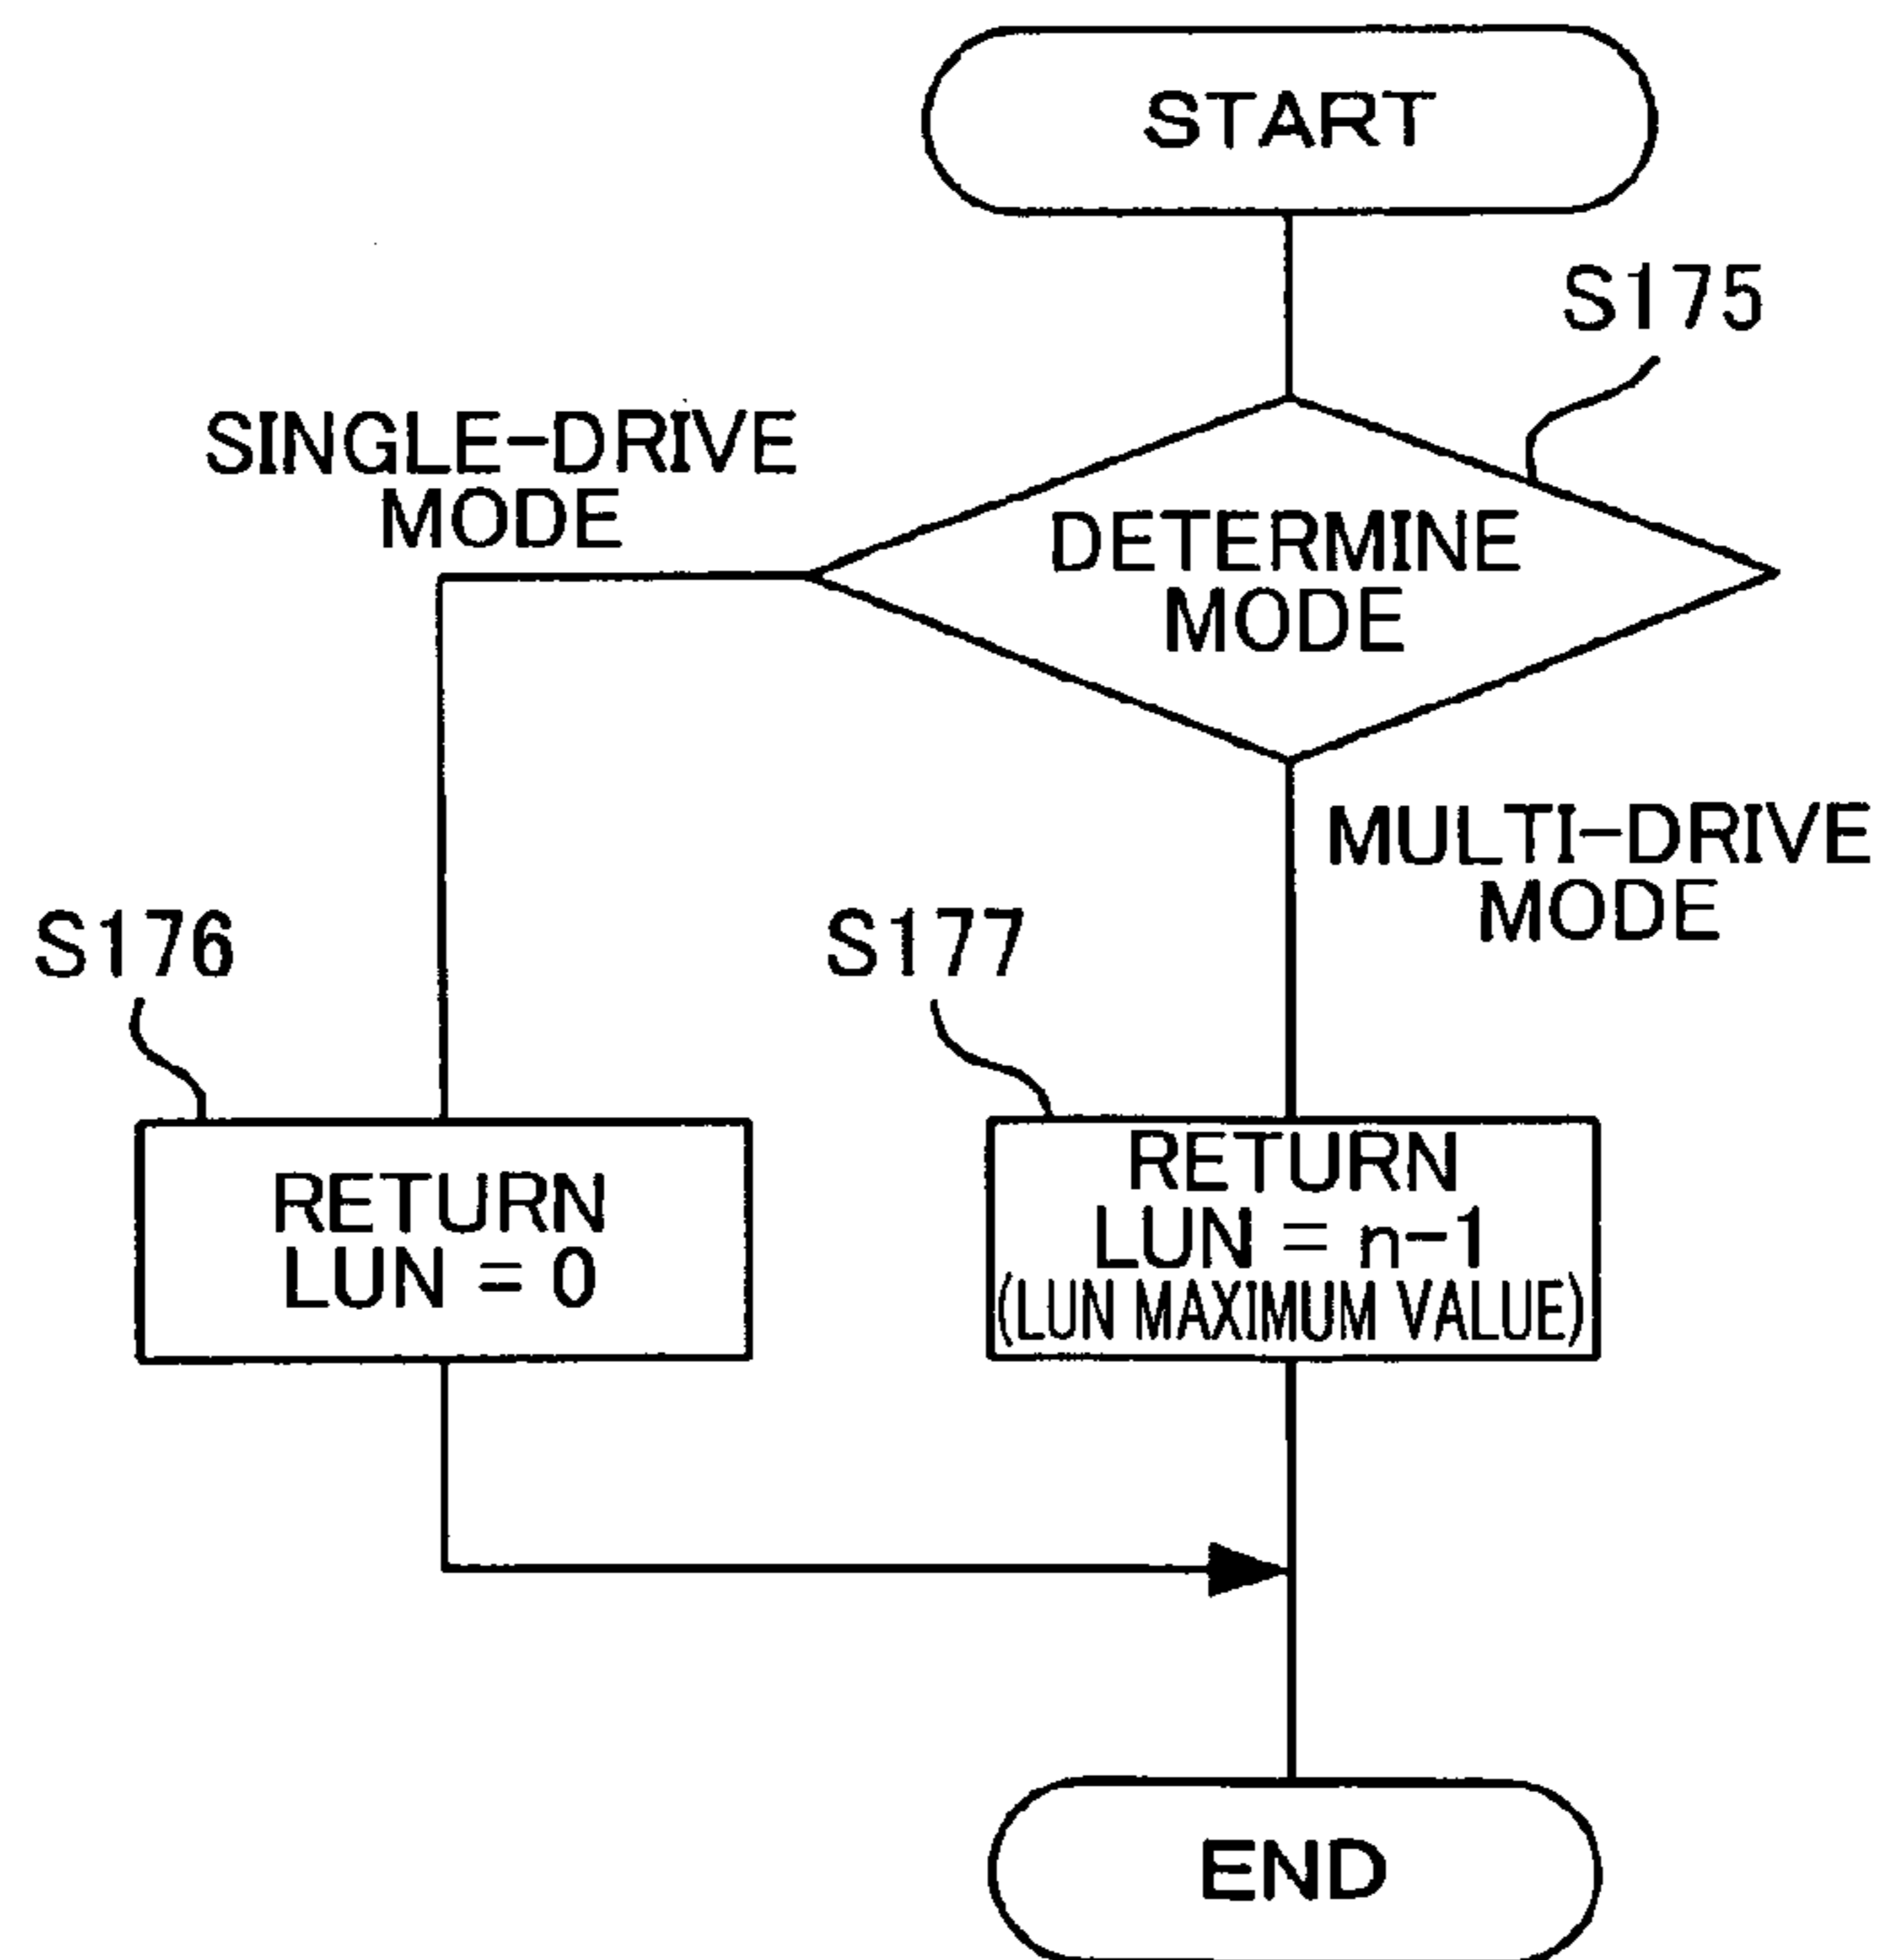 START
S175
SINGLE-DRIVE
MODE
DETERMINE
MODE
MULTI-DRIVE
MODE
S176
S177
RETURN
LUN = 0
RETURN
LUN = n-1
(LUN MAXIMUM VALUE)
END